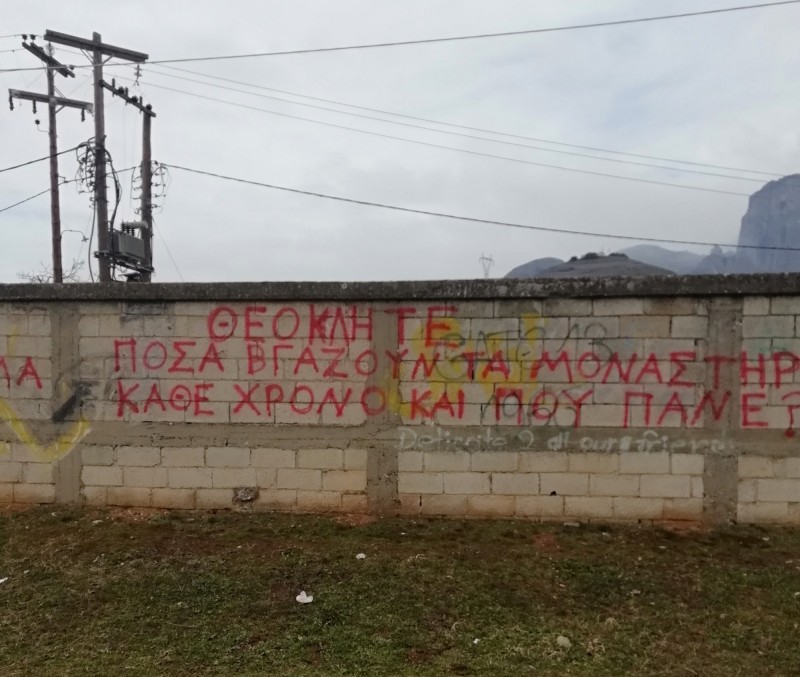 ΘΕΟΚΛΗΤΕ
ΠΟΣΑ ΒΓΑΖΟΥΝ ΤΑ ΜΟΝΑΣΤΗΡ
ΚΑΘΕ ΧΡΟΝΟ ΚΑΙ ΠΟΥ ΠΑΝΕ?